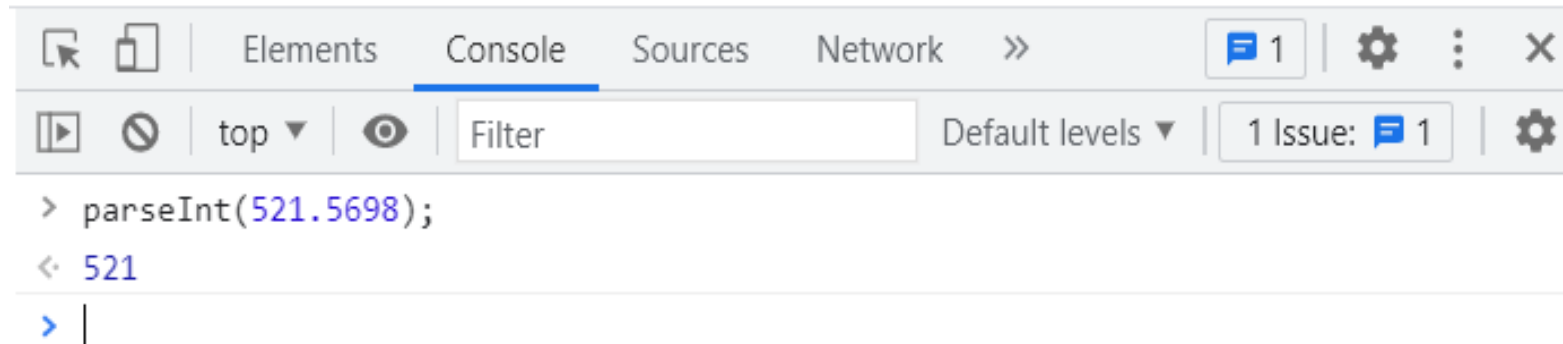 Elements Console Sources Network » 1
top ▼ Filter Default levels ▼ 1 Issue: 1
> parseInt(521.5698);
<· 521
>